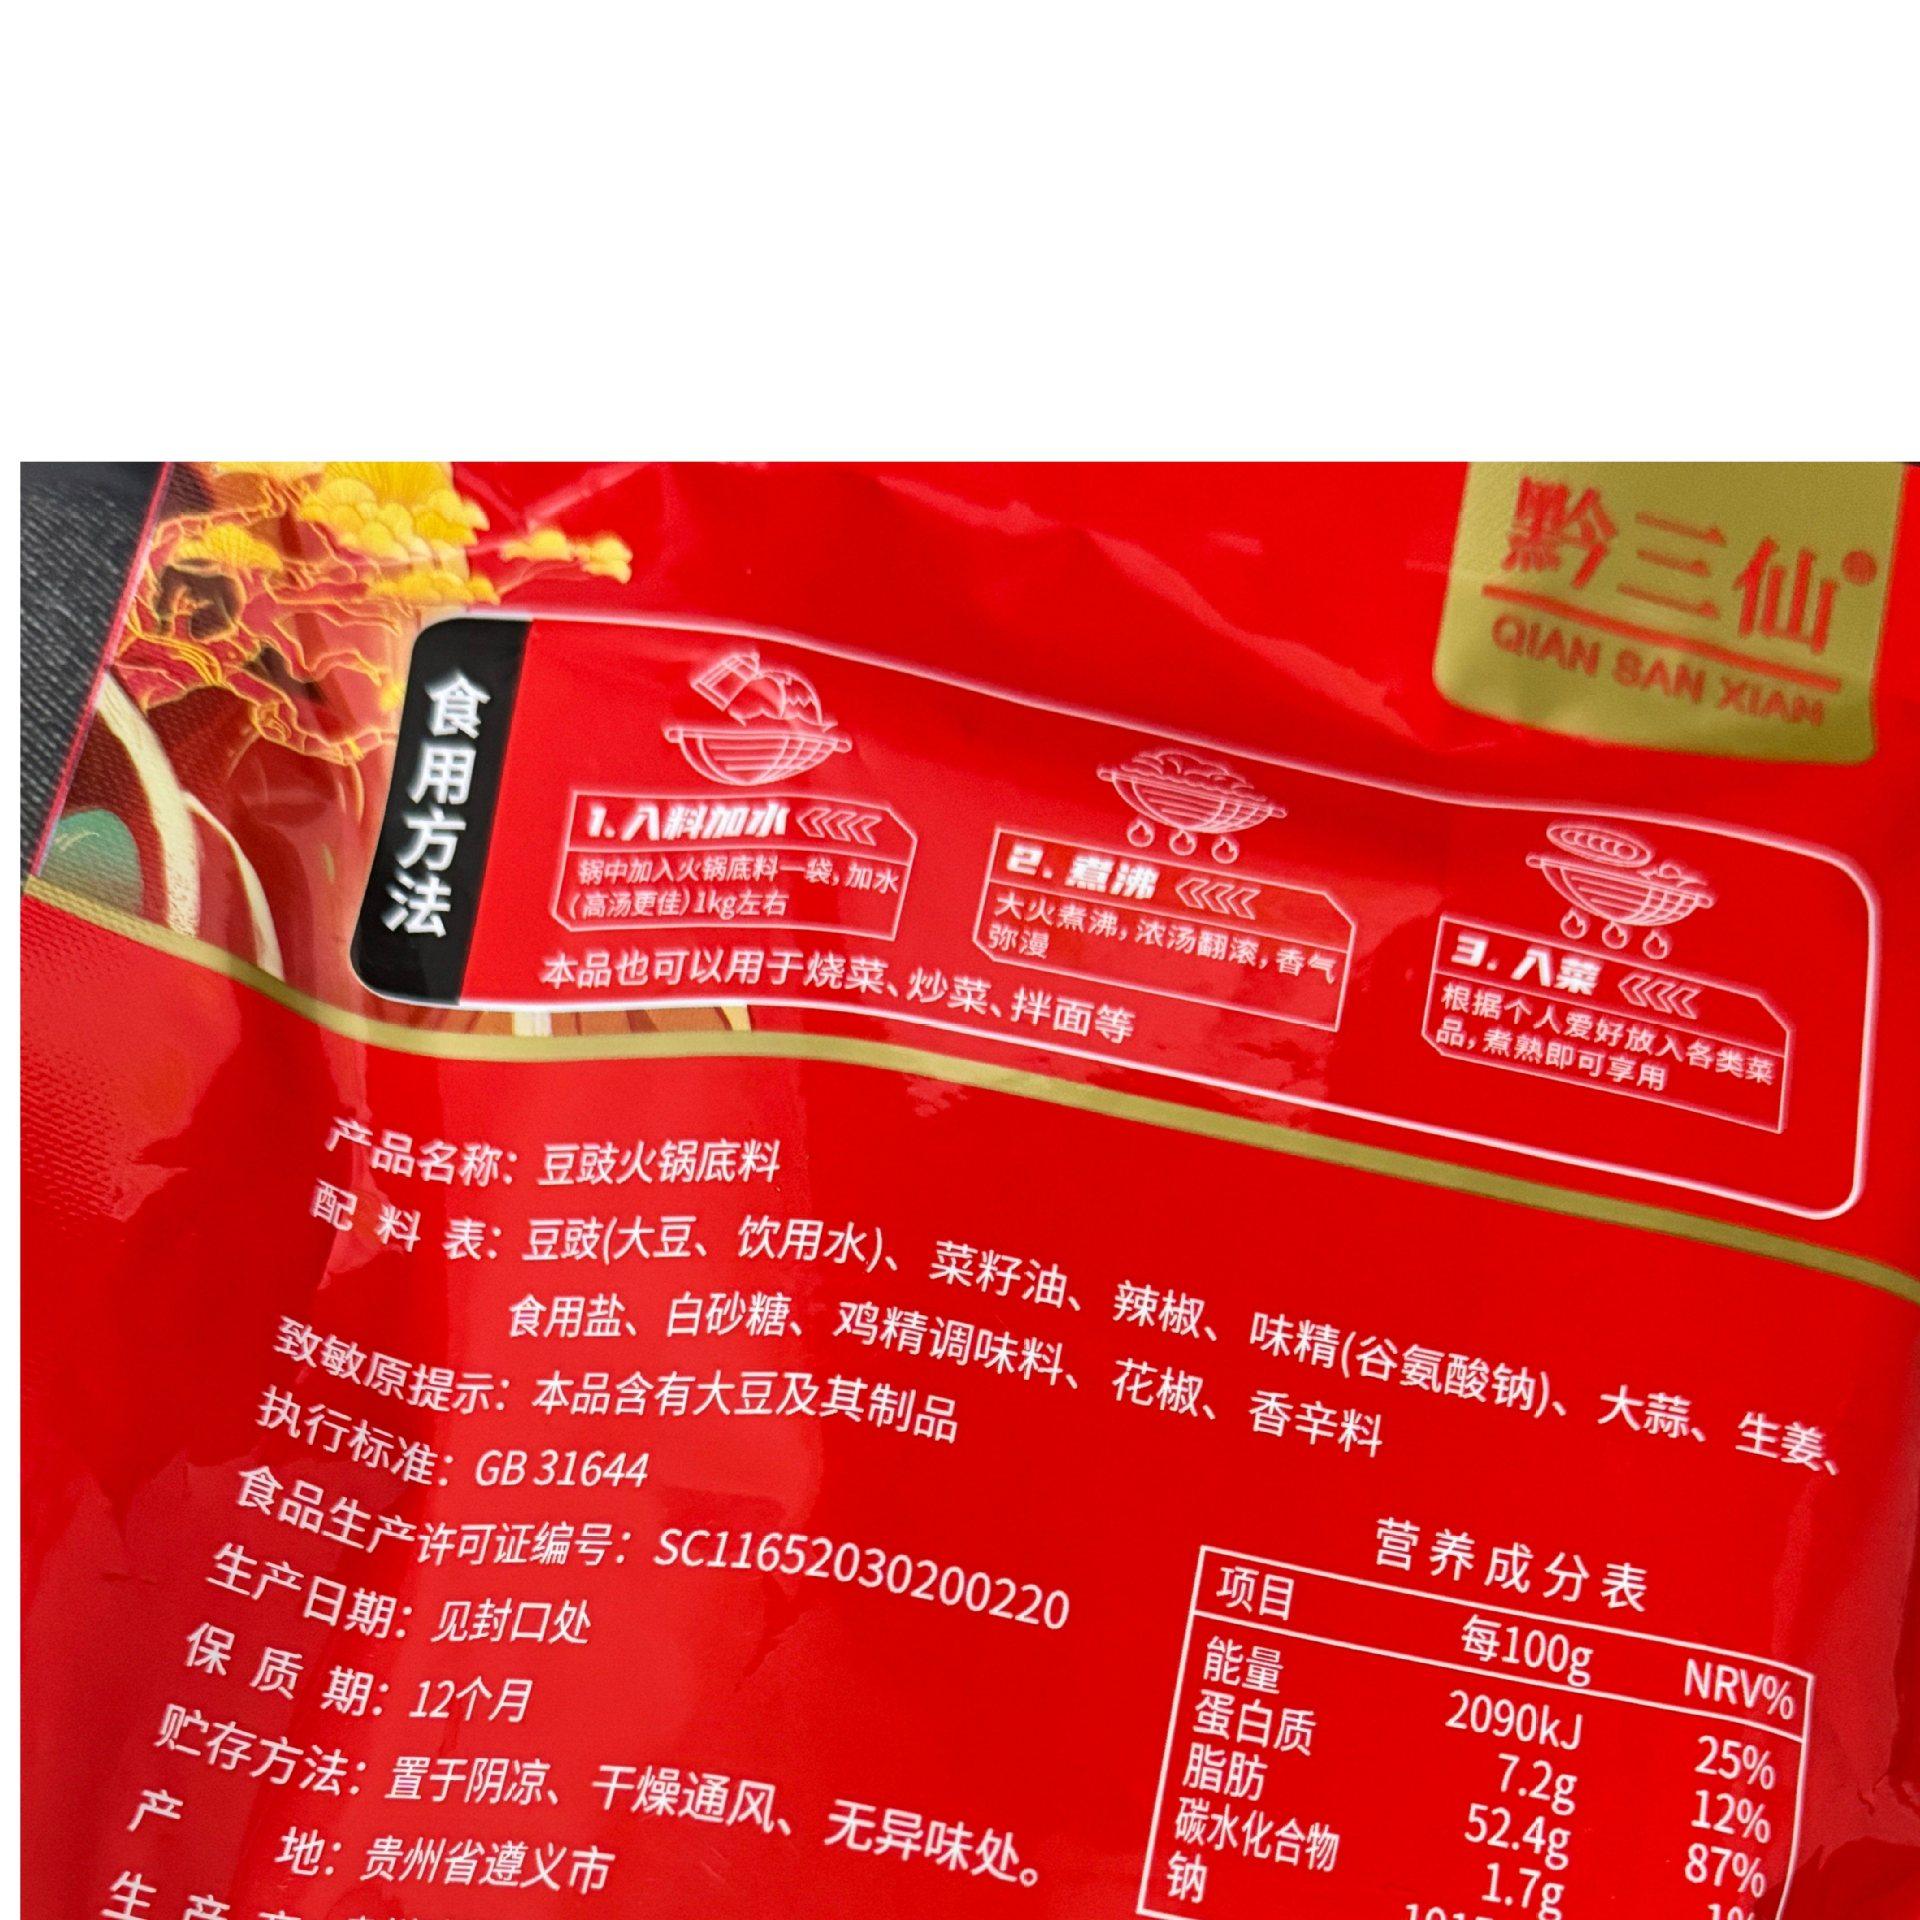 黔三仙®
QIAN SAN XIAN
食用方法
1.入料加水
锅中加入火锅底料一袋,加水
(高汤更佳)1kg左右
2.煮沸
大火煮沸,浓汤翻滚,香气
弥漫
3.入菜
根据个人爱好放入各类菜
品,煮熟即可享用
本品也可以用于烧菜、炒菜、拌面等
产品名称：豆豉火锅底料
配 料 表：豆豉(大豆、饮用水)、菜籽油、辣椒、味精(谷氨酸钠)、大蒜、生姜、
食用盐、白砂糖、鸡精调味料、花椒、香辛料
致敏原提示：本品含有大豆及其制品
执行标准：GB 31644
食品生产许可证编号：SC11652030200220
生产日期：见封口处
保 质 期：12个月
贮存方法：置于阴凉、干燥通风、无异味处。
产 地：贵州省遵义市
生 产
营养成分表
项目 每100g NRV%
能量 2090kJ 25%
蛋白质 7.2g 12%
脂肪 52.4g 87%
碳水化合物 1.7g 1%
钠